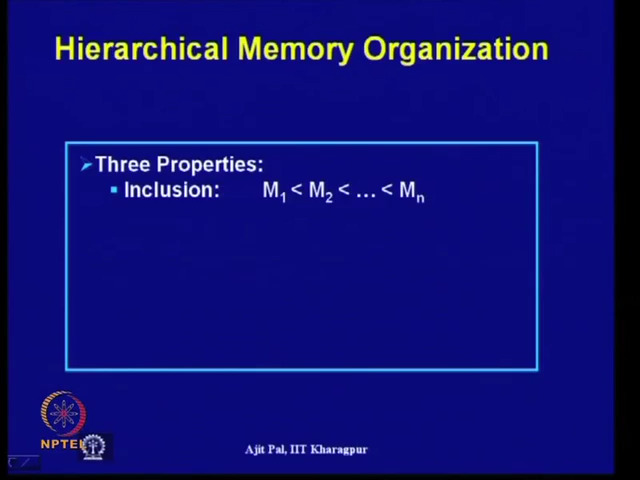 Hierarchical Memory Organization
➢Three Properties:
▪ Inclusion: M₁ < M₂ < … < Mₙ
NPTEL
Ajit Pal, IIT Kharagpur